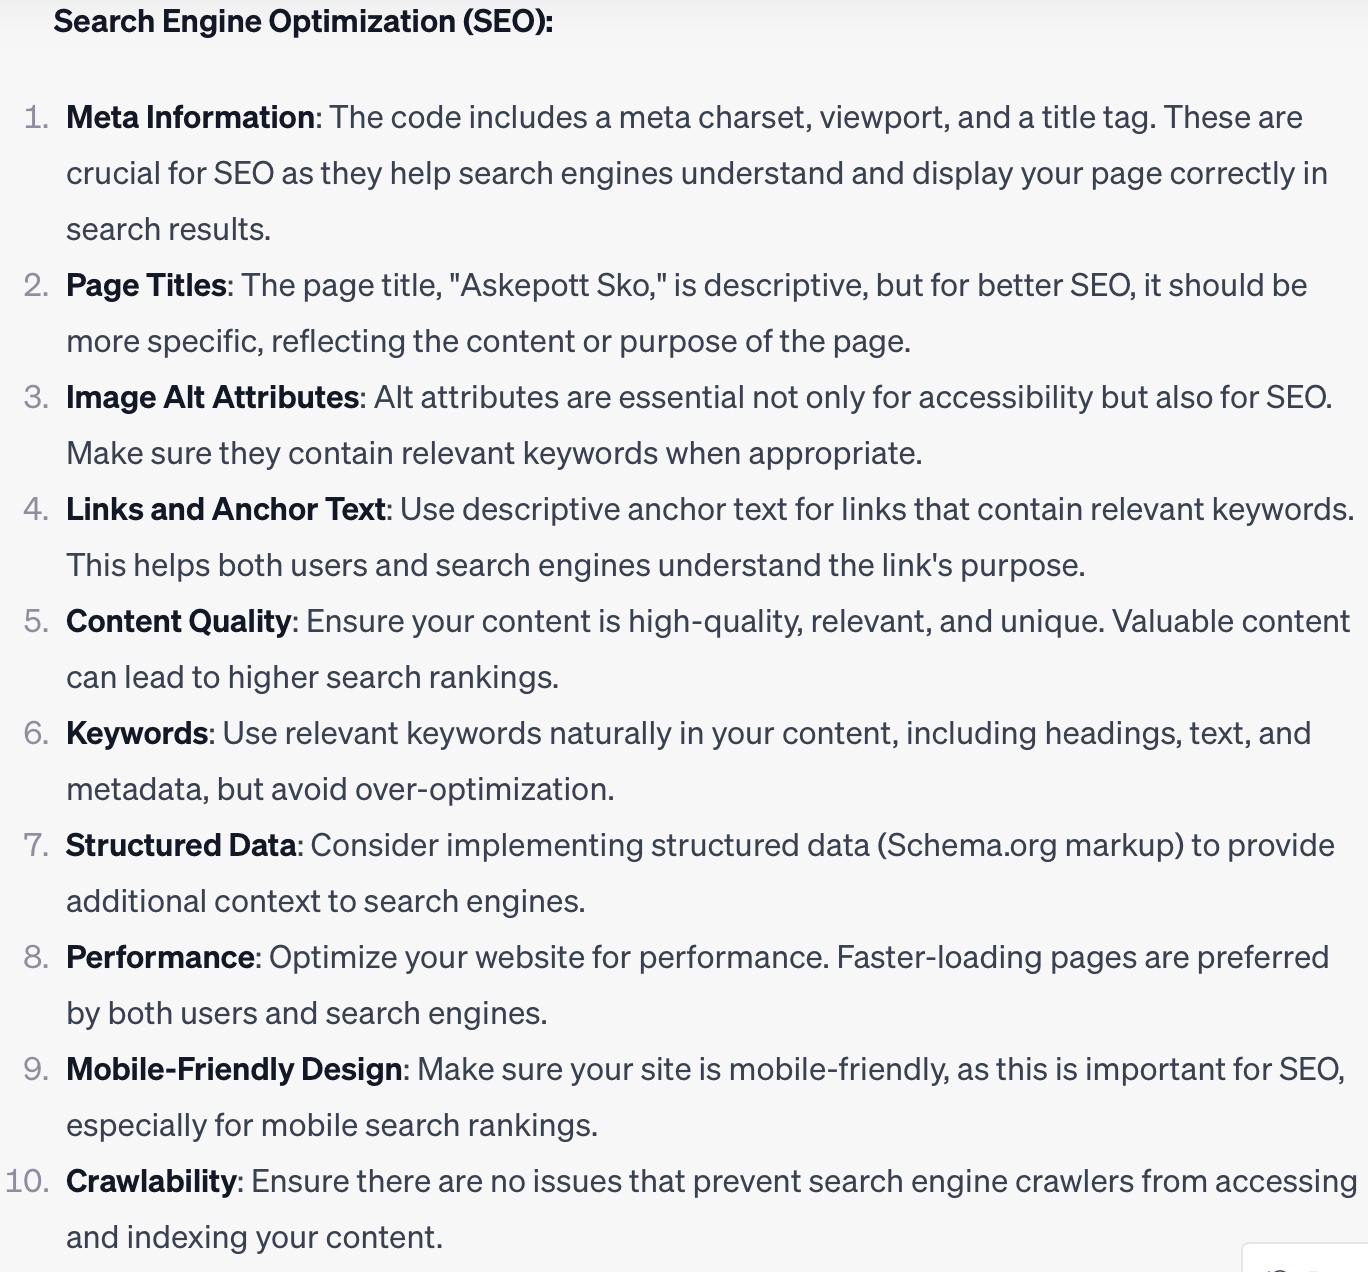 Search Engine Optimization (SEO):
1. Meta Information: The code includes a meta charset, viewport, and a title tag. These are
crucial for SEO as they help search engines understand and display your page correctly in
search results.
2. Page Titles: The page title, "Askepott Sko," is descriptive, but for better SEO, it should be
more specific, reflecting the content or purpose of the page.
3. Image Alt Attributes: Alt attributes are essential not only for accessibility but also for SEO.
Make sure they contain relevant keywords when appropriate.
4. Links and Anchor Text: Use descriptive anchor text for links that contain relevant keywords.
This helps both users and search engines understand the link's purpose.
5. Content Quality: Ensure your content is high-quality, relevant, and unique. Valuable content
can lead to higher search rankings.
6. Keywords: Use relevant keywords naturally in your content, including headings, text, and
metadata, but avoid over-optimization.
7. Structured Data: Consider implementing structured data (Schema.org markup) to provide
additional context to search engines.
8. Performance: Optimize your website for performance. Faster-loading pages are preferred
by both users and search engines.
9. Mobile-Friendly Design: Make sure your site is mobile-friendly, as this is important for SEO,
especially for mobile search rankings.
10. Crawlability: Ensure there are no issues that prevent search engine crawlers from accessing
and indexing your content.